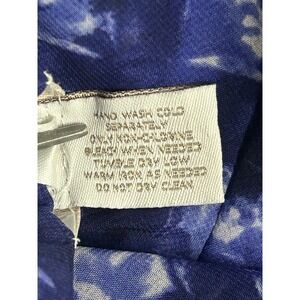 HAND WASH COLD
SEPARATELY
ONLY NON-CHLORINE
BLEACH WHEN NEEDED
TUMBLE DRY LOW
WARM IRON AS NEEDED
DO NOT DRY CLEAN